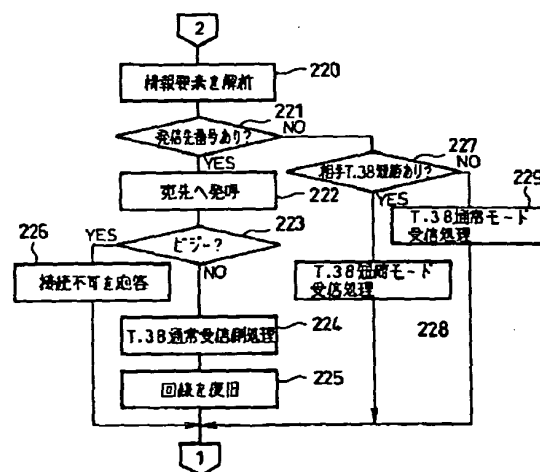 2
情報要素を解析
220
発信先番号あり?
221
NO
YES
宛先へ発呼
222
相手T.38短絡あり?
227
NO
YES
ビジー?
223
YES
NO
226
接続不可を応答
T.38通常モード
受信処理
229
T.38短絡モード
受信処理
228
T.38通常受信側処理
224
回線を復旧
225
1